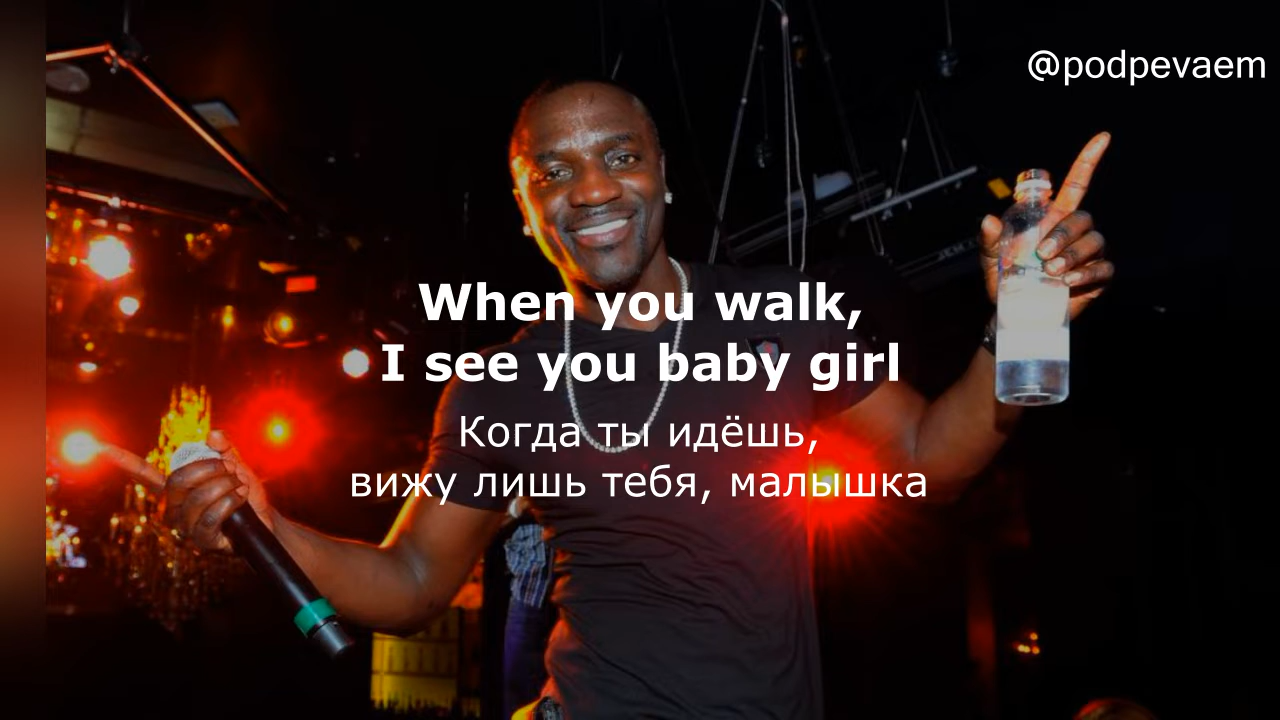 @podpevaem
When you walk,
I see you baby girl
Когда ты идёшь,
вижу лишь тебя, малышка